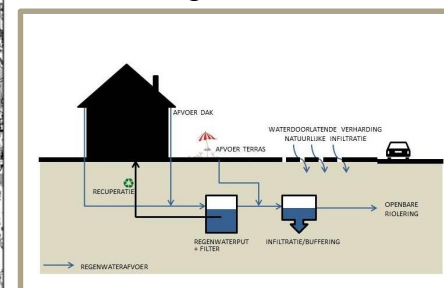 AFVOER DAK
WATERDOORLATENDE VERHARDING
NATUURLIJKE INFILTRATIE
AFVOER TERRAS
RECUPERATIE
OPENBARE
RIOLERING
REGENWATERPUT
+ FILTER
INFILTRATIE/BUFFERING
REGENWATERAFVOER